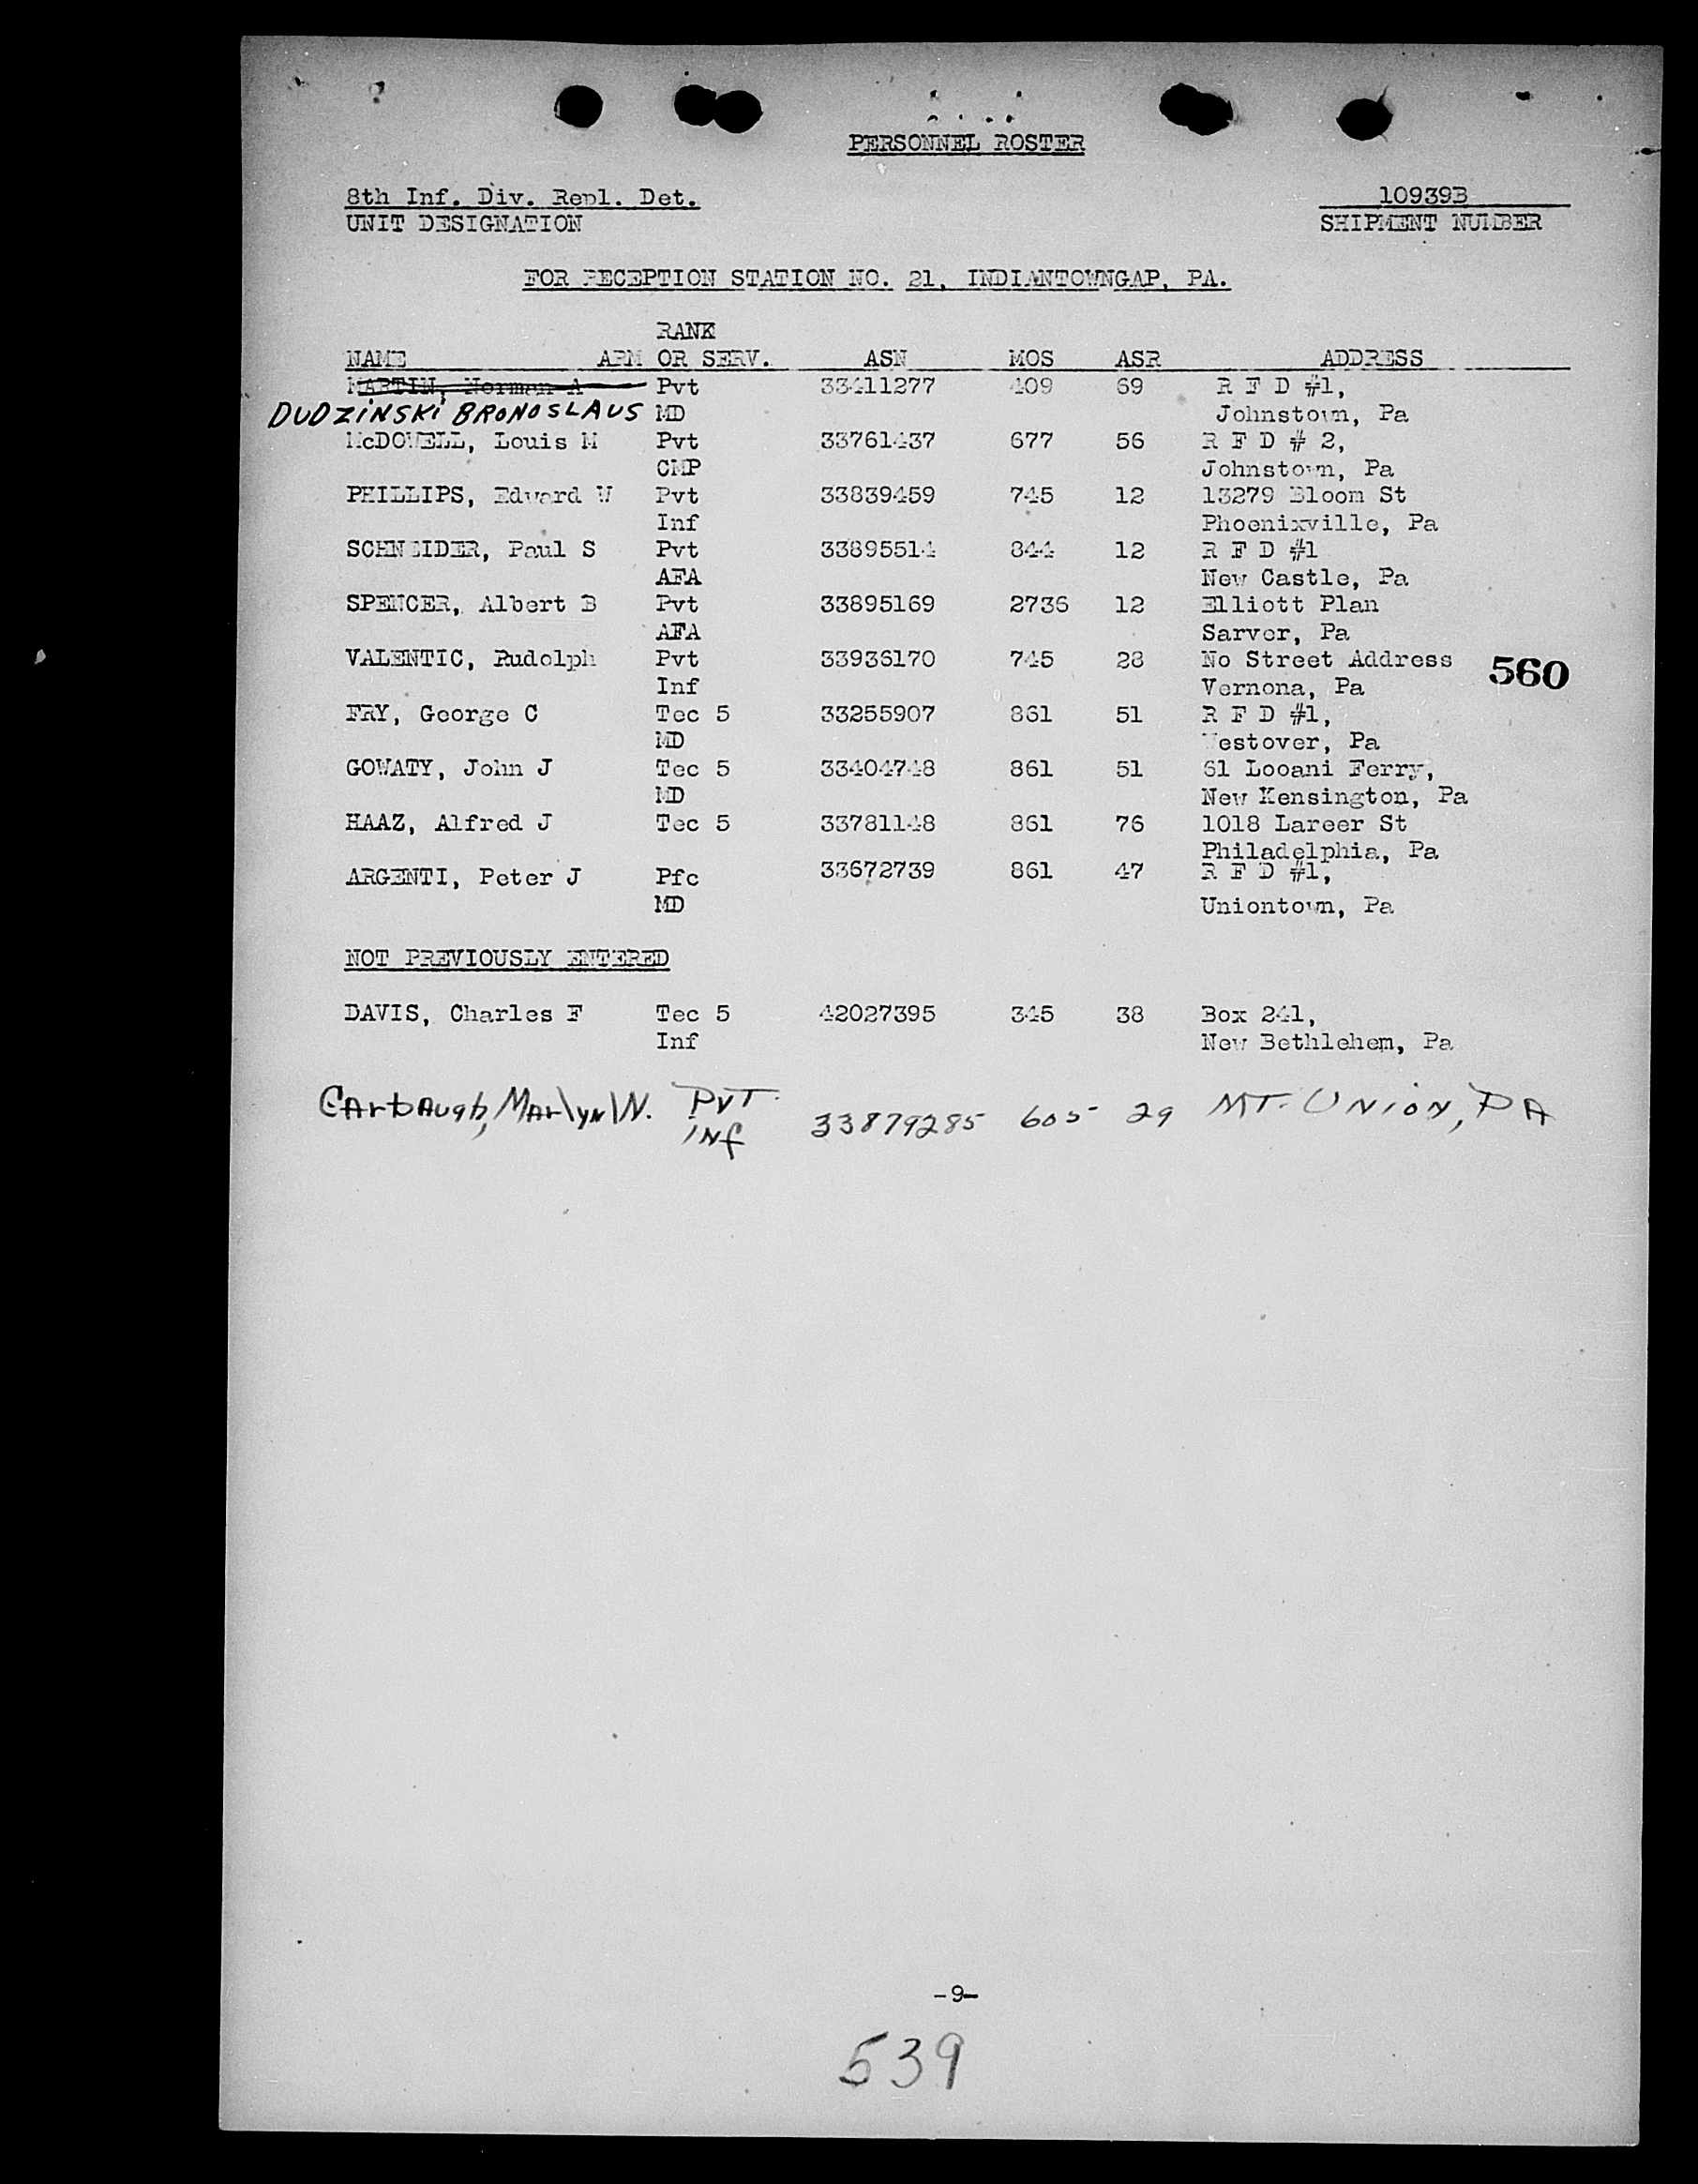 PERSONNEL ROSTER
8th Inf. Div. Repl. Det. 10939B
UNIT DESIGNATION SHIPMENT NUMBER
FOR RECEPTION STATION NO. 21, INDIANTOWNGAP, PA.
RANK
NAME ARM OR SERV. ASN MOS ASR ADDRESS
MARTIN, Norman A Pvt 33411277 409 69 R F D #1,
DUDZINSKI BRONOSLAUS MD Johnstown, Pa
McDOWELL, Louis M Pvt 33761437 677 56 R F D # 2,
CMP Johnstown, Pa
PHILLIPS, Edward W Pvt 33839459 745 12 13279 Bloom St
Inf Phoenixville, Pa
SCHNEIDER, Paul S Pvt 33895514 844 12 R F D #1
AFA New Castle, Pa
SPENCER, Albert B Pvt 33895169 2736 12 Elliott Plan
AFA Sarver, Pa
VALENTIC, Rudolph Pvt 33936170 745 28 No Street Address 560
Inf Vernona, Pa
FRY, George C Tec 5 33255907 861 51 R F D #1,
MD Westover, Pa
GOWATY, John J Tec 5 33404748 861 51 61 Looani Ferry,
MD New Kensington, Pa
HAAZ, Alfred J Tec 5 33781148 861 76 1018 Lareer St
Philadelphia, Pa
ARGENTI, Peter J Pfc 33672739 861 47 R F D #1,
MD Uniontown, Pa
NOT PREVIOUSLY ENTERED
DAVIS, Charles F Tec 5 42027395 345 38 Box 241,
Inf New Bethlehem, Pa
Carbaugh, Marlyn W. PVT. 33879285 605 29 MT. UNION, PA
INf
-9-
539